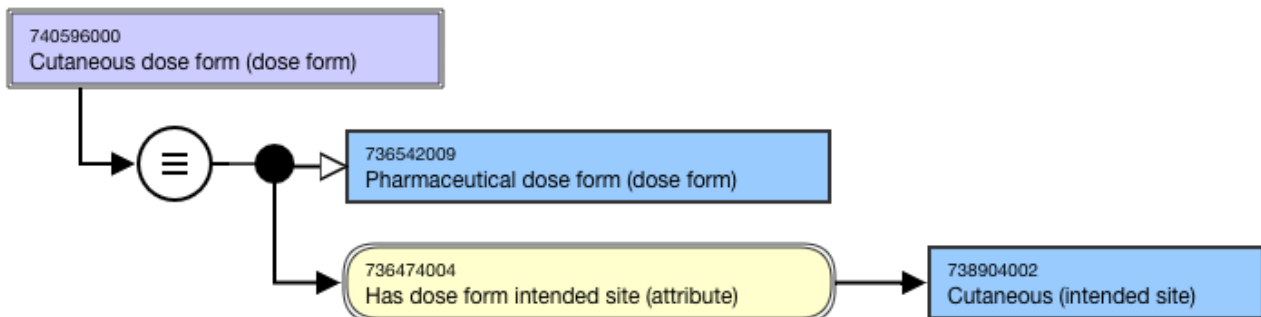 740596000
Cutaneous dose form (dose form)
736542009
Pharmaceutical dose form (dose form)
736474004
Has dose form intended site (attribute)
738904002
Cutaneous (intended site)